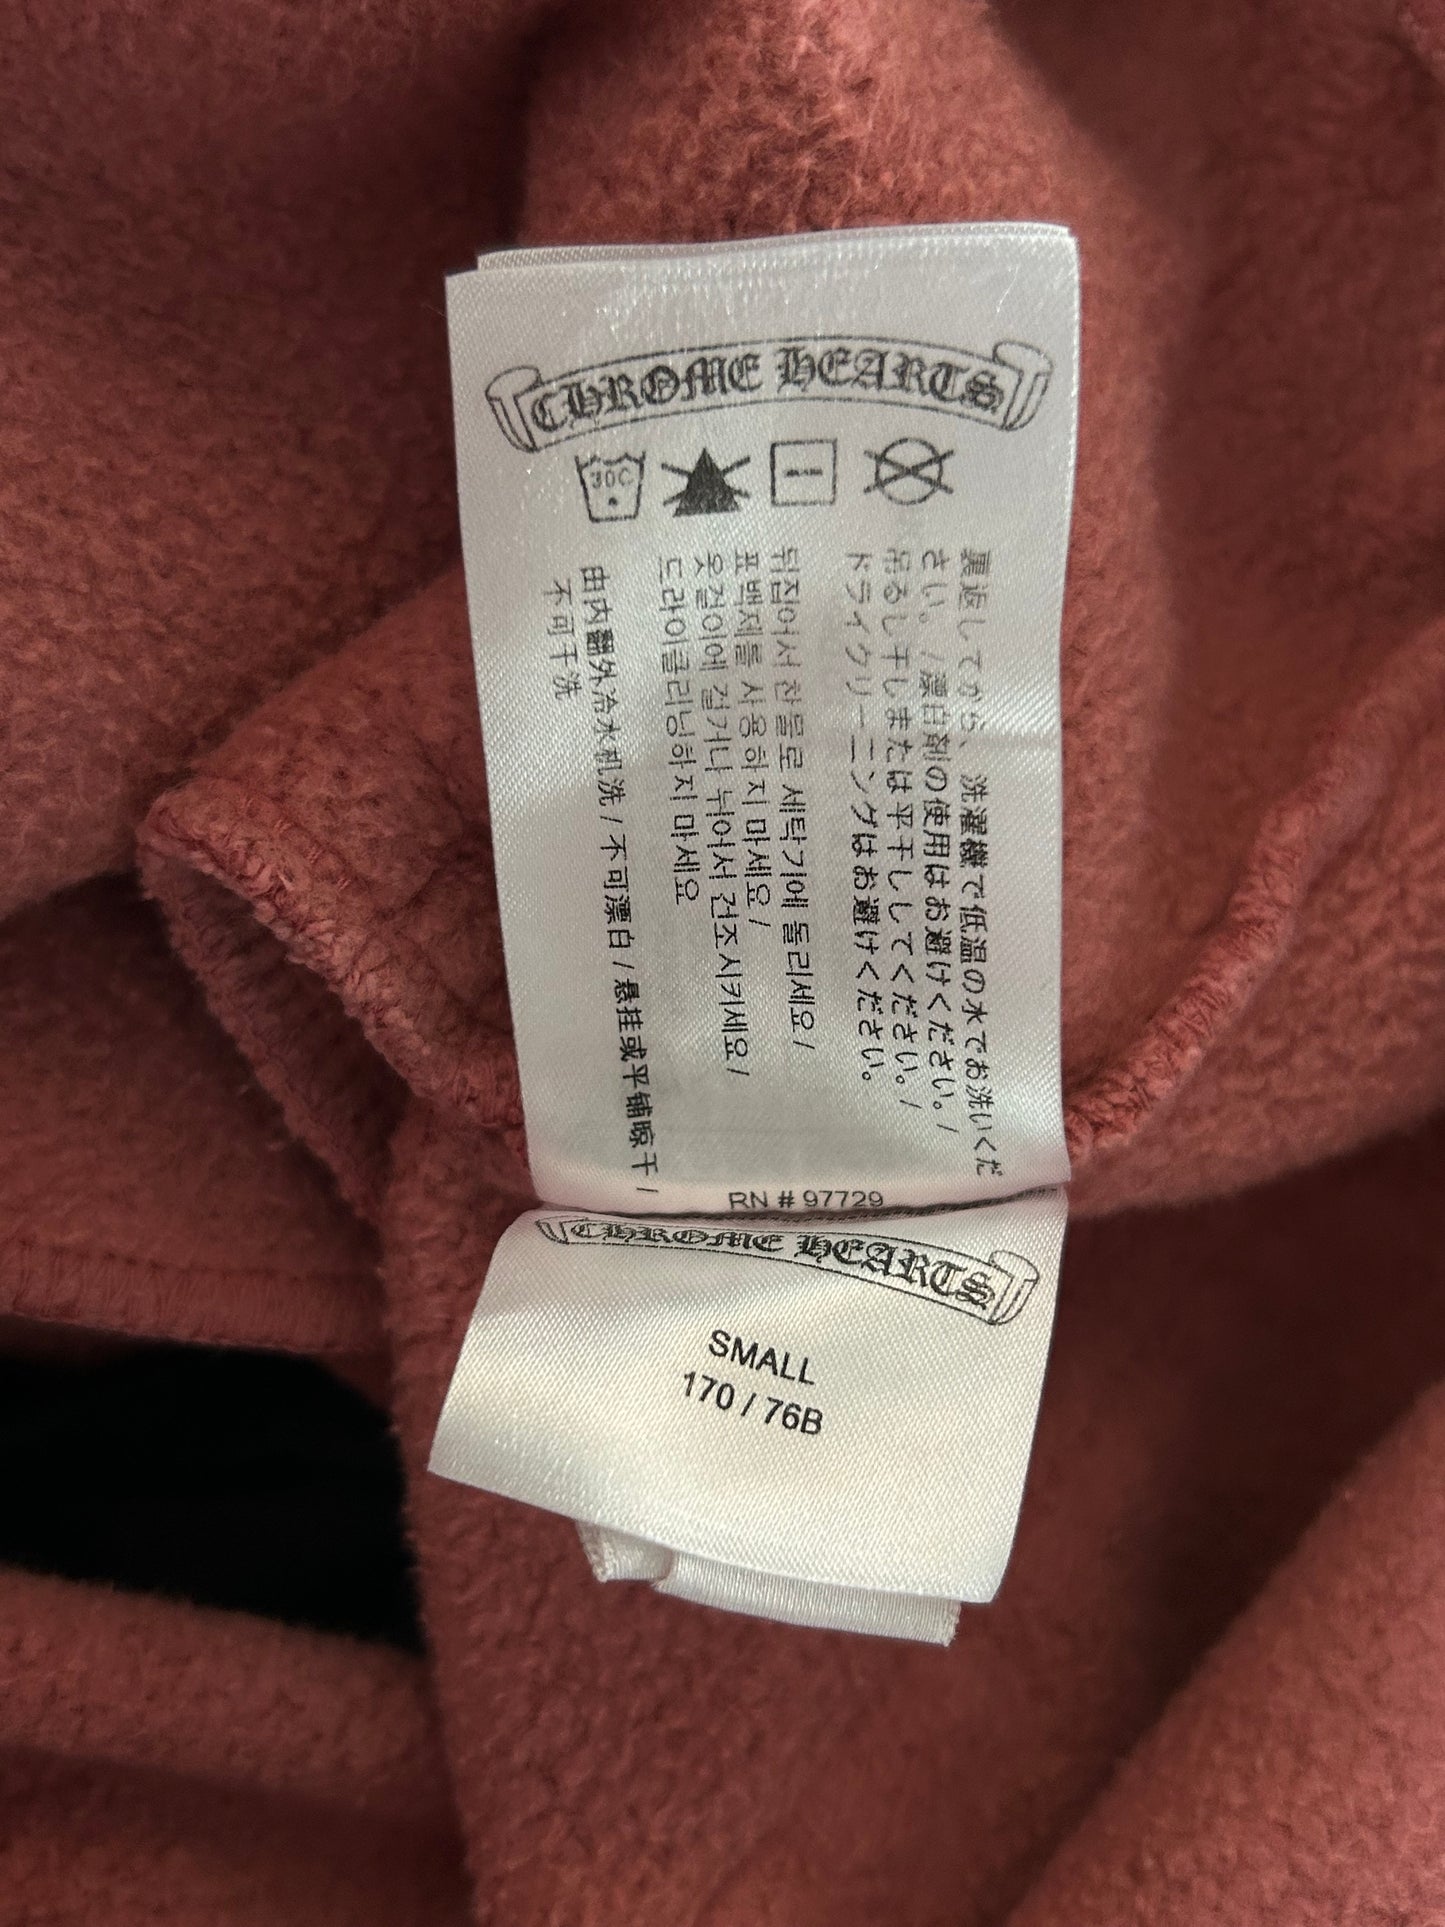 CHROME HEARTS
30C
裏返してから、洗濯機で低温の水でお洗いくだ
さい。/漂白剤の使用はお避けください。/
吊るし干しまたは平干ししてください。/
ドライクリーニングはお避けください。
뒤집어서 찬물로 세탁기에 돌리세요 /
표백제를 사용하지 마세요 /
옷걸이에 걸거나 뉘어서 건조시키세요 /
드라이클리닝하지 마세요
由内翻外冷水机洗 / 不可漂白 / 悬挂或平铺晾干 /
不可干洗
RN # 97729
CHROME HEARTS
SMALL
170 / 76B